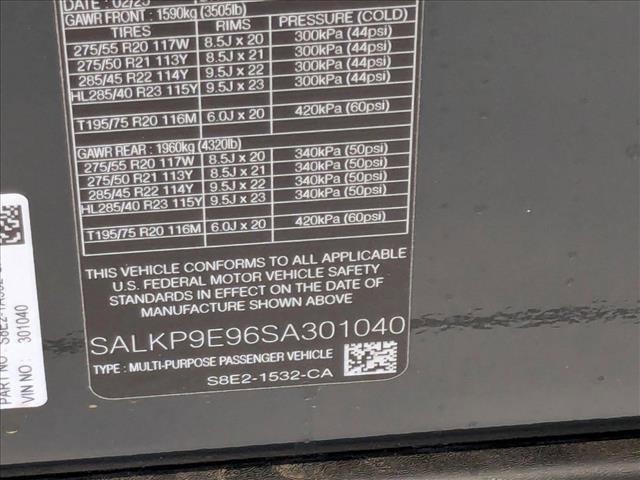 DATE : 02/25
GAWR FRONT : 1590kg (3505lb)
TIRES RIMS PRESSURE (COLD)
275/55 R20 117W 8.5J x 20 300kPa (44psi)
275/50 R21 113Y 8.5J x 21 300kPa (44psi)
285/45 R22 114Y 9.5J x 22 300kPa (44psi)
HL285/40 R23 115Y 9.5J x 23 300kPa (44psi)
T195/75 R20 116M 6.0J x 20 420kPa (60psi)
GAWR REAR : 1960kg (4320lb)
275/55 R20 117W 8.5J x 20 340kPa (50psi)
275/50 R21 113Y 8.5J x 21 340kPa (50psi)
285/45 R22 114Y 9.5J x 22 340kPa (50psi)
HL285/40 R23 115Y 9.5J x 23 340kPa (50psi)
T195/75 R20 116M 6.0J x 20 420kPa (60psi)
THIS VEHICLE CONFORMS TO ALL APPLICABLE
U.S. FEDERAL MOTOR VEHICLE SAFETY
STANDARDS IN EFFECT ON THE DATE OF
MANUFACTURE SHOWN ABOVE
SALKP9E96SA301040
TYPE : MULTI-PURPOSE PASSENGER VEHICLE
S8E2-1532-CA
PART NO :
VIN NO : 301040